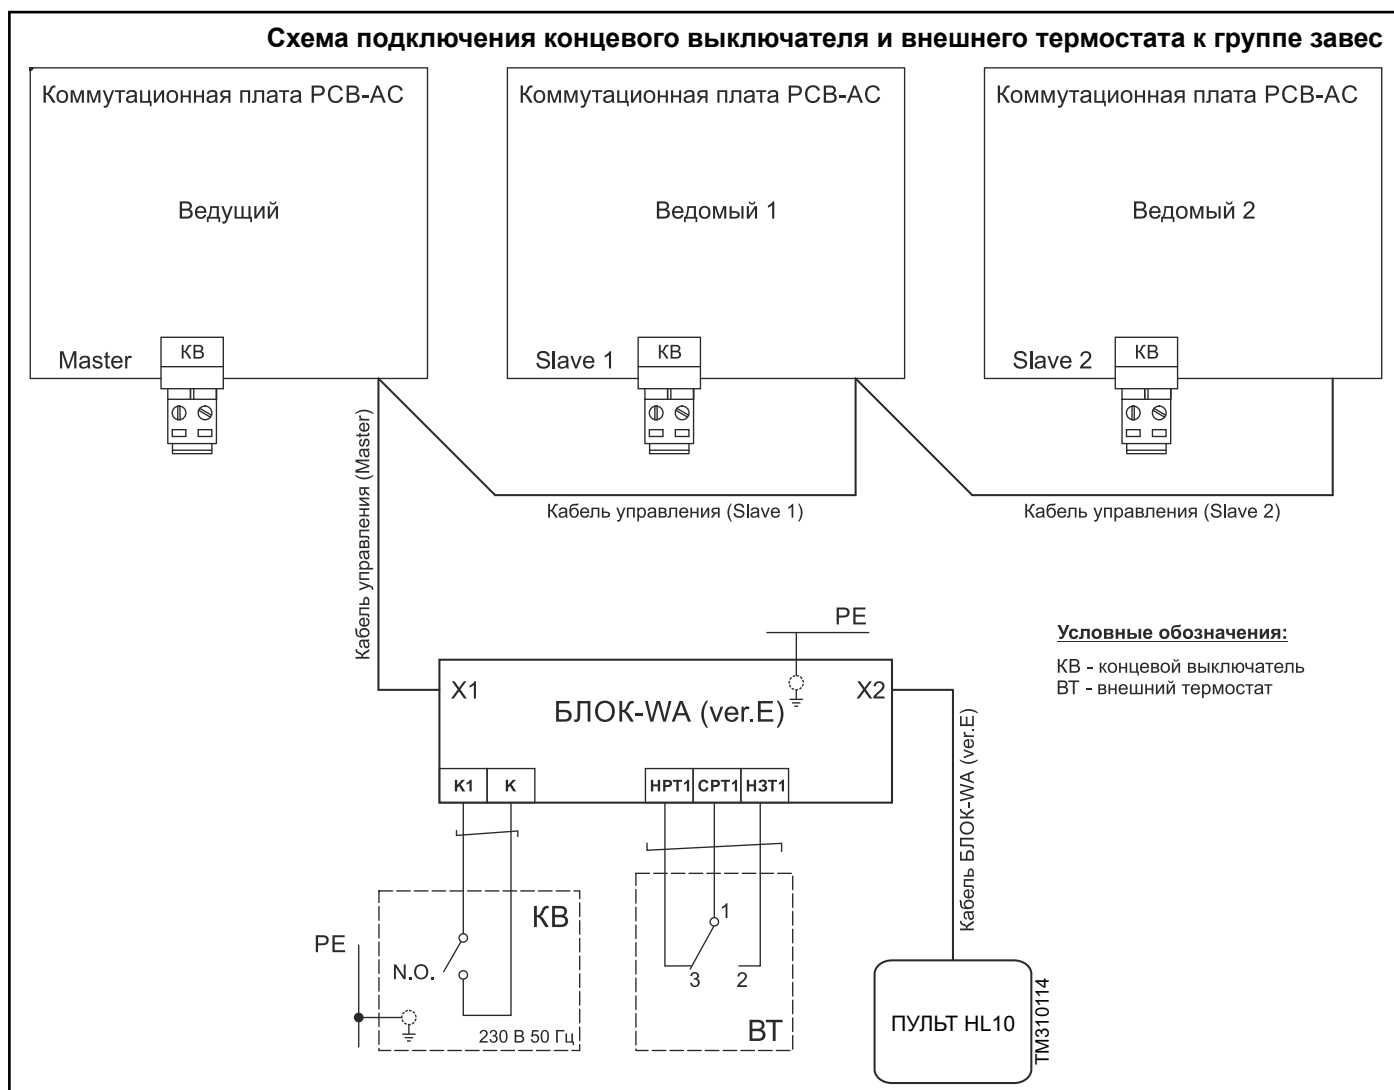 Схема подключения концевого выключателя и внешнего термостата к группе завес
Коммутационная плата PCB-AC
Ведущий
Master
КВ
Коммутационная плата PCB-AC
Ведомый 1
Slave 1
КВ
Коммутационная плата PCB-AC
Ведомый 2
Slave 2
КВ
Кабель управления (Master)
Кабель управления (Slave 1)
Кабель управления (Slave 2)
PE
Условные обозначения:
КВ - концевой выключатель
ВТ - внешний термостат
X1
X2
БЛОК-WA (ver.E)
К1
К
НРТ1
СРТ1
НЗТ1
Кабель БЛОК-WA (ver.E)
КВ
PE
N.O.
230 В 50 Гц
1
3
2
ВТ
ПУЛЬТ HL10
TM310114